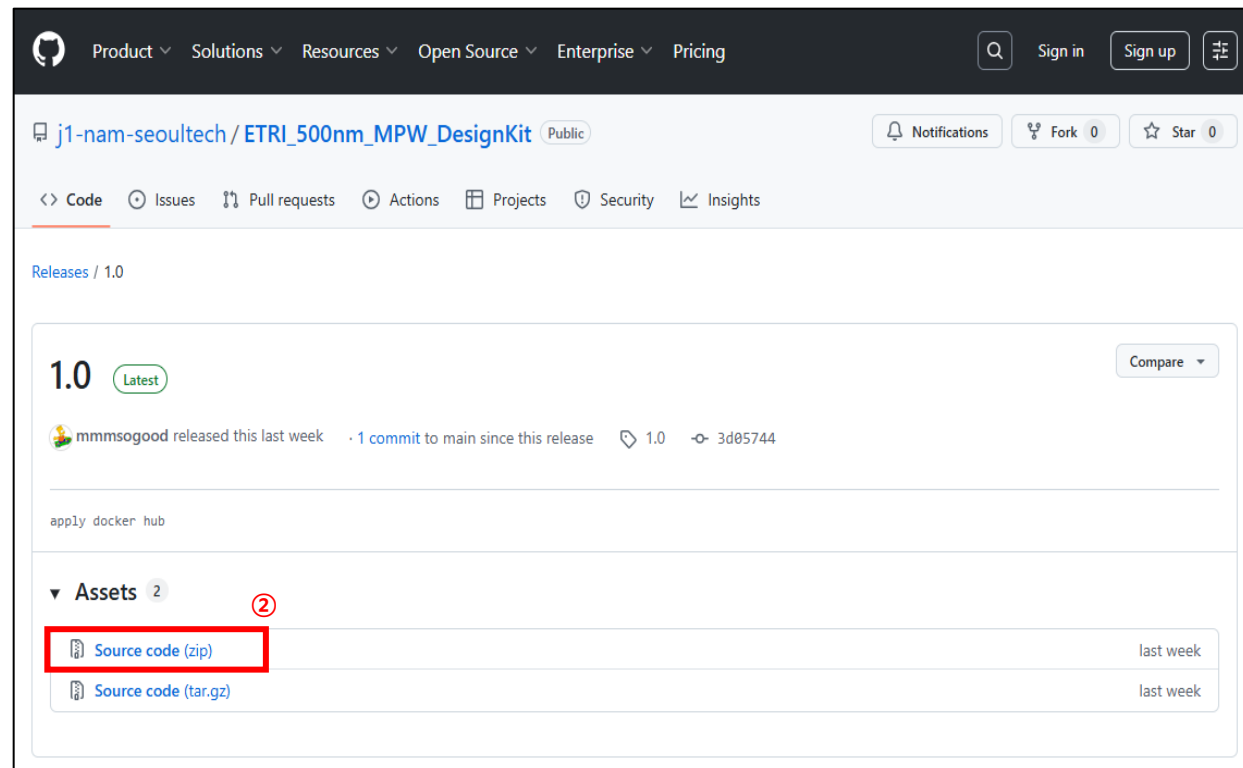 Product Solutions Resources Open Source Enterprise Pricing Sign in Sign up
j1-nam-seoultech / ETRI_500nm_MPW_DesignKit Public Notifications Fork 0 Star 0
Code Issues Pull requests Actions Projects Security Insights
Releases / 1.0
1.0 Latest Compare
mmmsogood released this last week · 1 commit to main since this release 1.0 3d05744
apply docker hub
Assets 2
②
Source code (zip) last week
Source code (tar.gz) last week